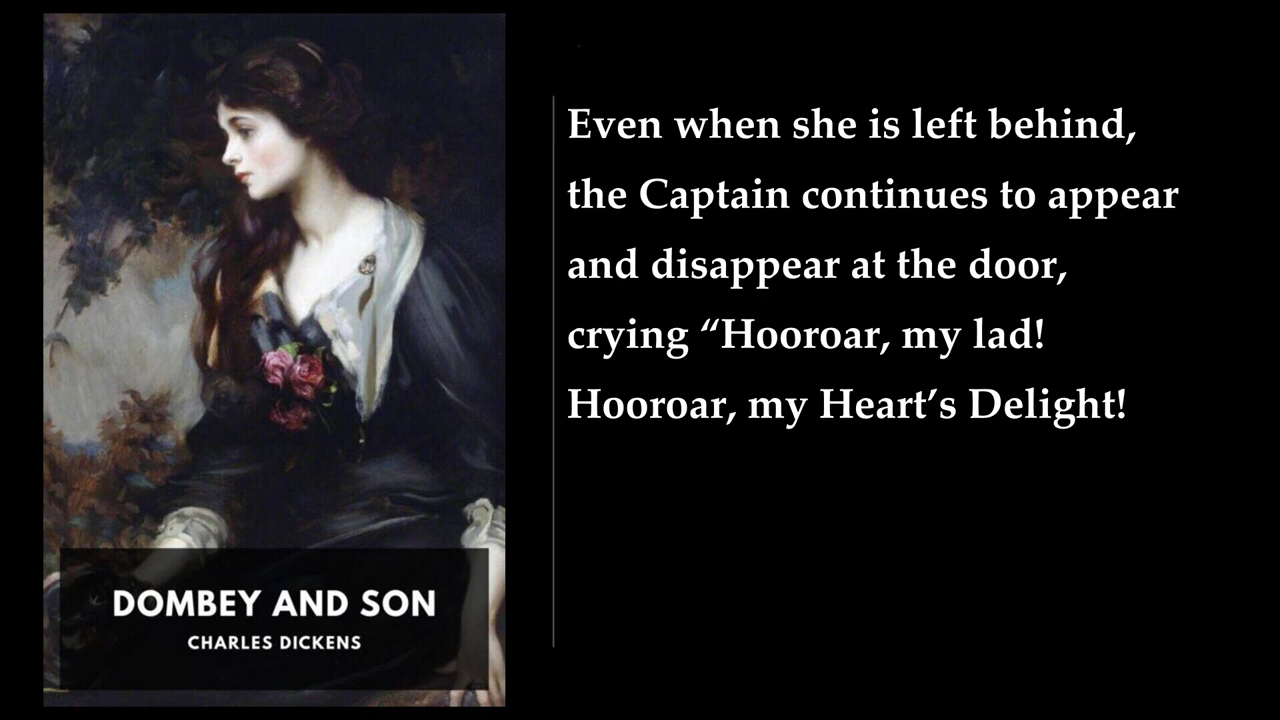 DOMBEY AND SON
CHARLES DICKENS
Even when she is left behind,
the Captain continues to appear
and disappear at the door,
crying “Hooroar, my lad!
Hooroar, my Heart’s Delight!